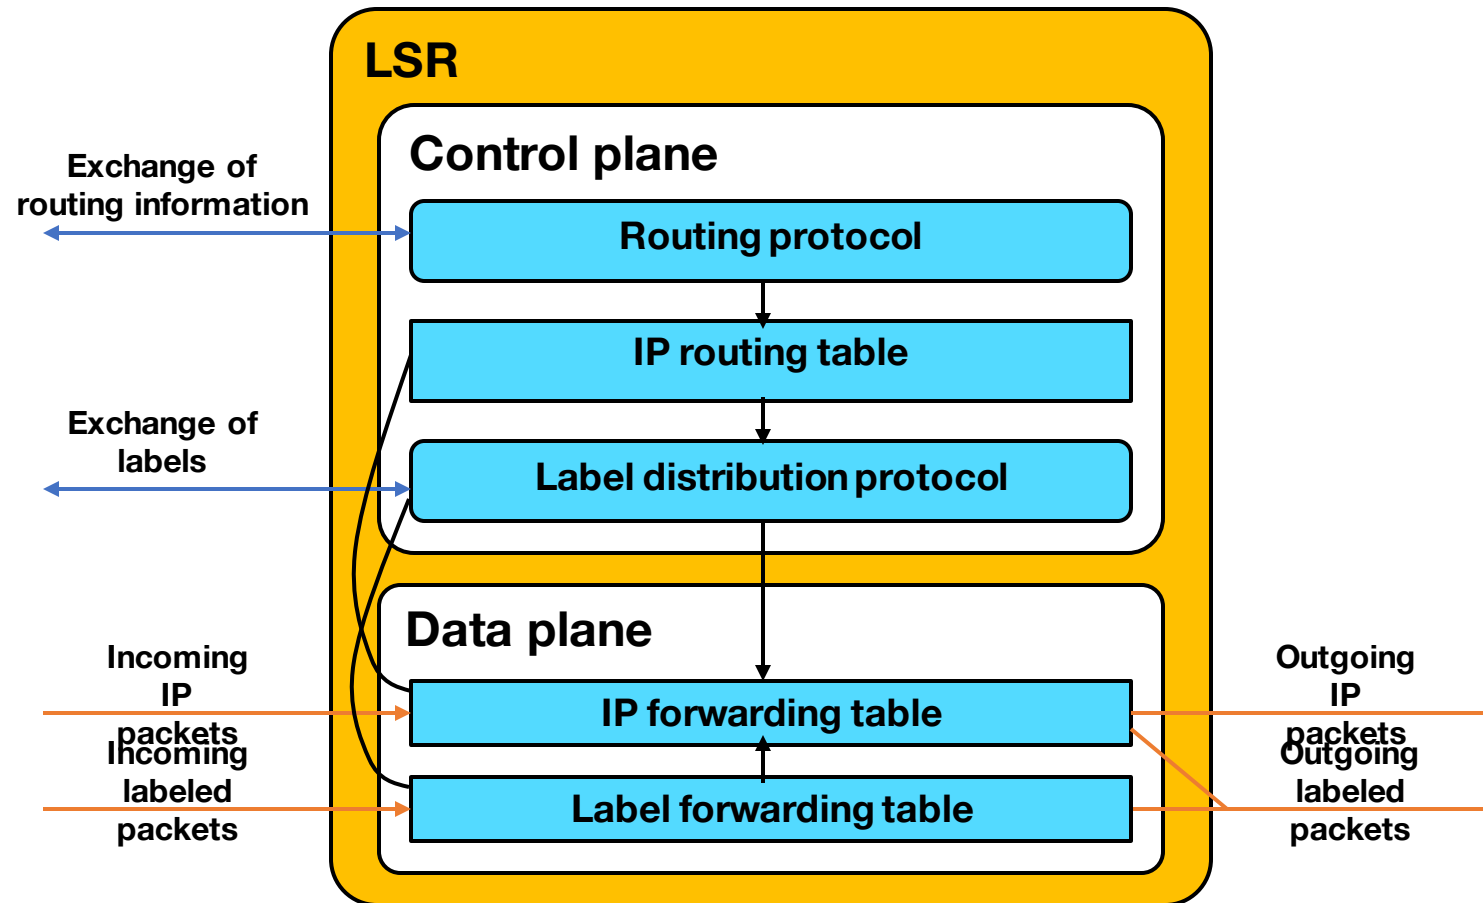 LSR
Control plane
Exchange of
routing information
Routing protocol
IP routing table
Exchange of
labels
Label distribution protocol
Data plane
Incoming
IP
packets
IP forwarding table
Outgoing
IP
packets
Incoming
labeled
packets
Label forwarding table
Outgoing
labeled
packets